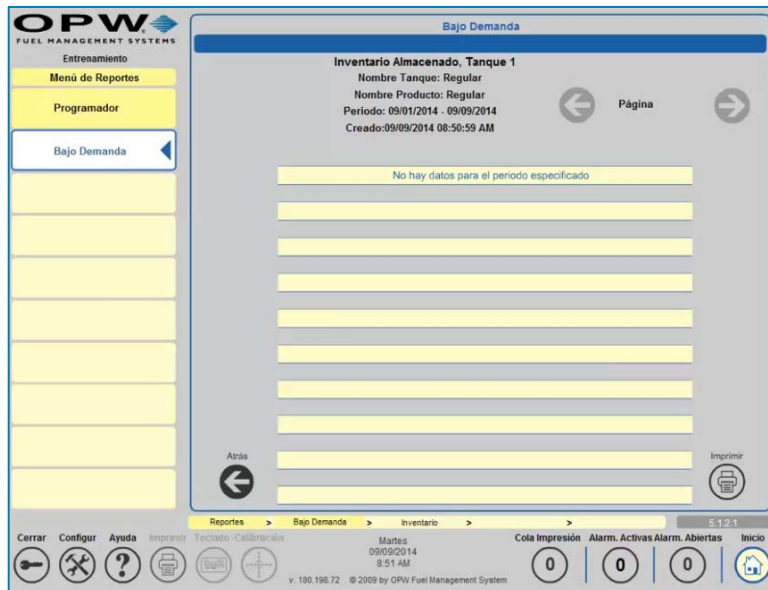 OPW
FUEL MANAGEMENT SYSTEMS
Entrenamiento
Menú de Reportes
Programador
Bajo Demanda
Bajo Demanda
Inventario Almacenado, Tanque 1
Nombre Tanque: Regular
Nombre Producto: Regular
Periodo: 09/01/2014 - 09/09/2014
Creado:09/09/2014 08:50:59 AM
Página
No hay datos para el periodo especificado
Atrás
Imprimir
Reportes > Bajo Demanda > Inventario > >
5.1.2.1
Cerrar Configur Ayuda Imprimir Teclado Calibración
Martes
09/09/2014
8:51 AM
v. 180.198.72 © 2009 by OPW Fuel Management System
Cola Impresión Alarm. Activas Alarm. Abiertas Inicio
0 0 0